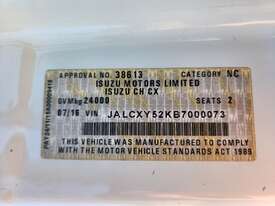 APPROVAL NO. 38613 CATEGORY NC
ISUZU MOTORS LIMITED
ISUZU CH CX
GVMkg 24000 SEATS 2
07/16 VIN JALCXY52KB7000073
THIS VEHICLE WAS MANUFACTURED TO COMPLY
WITH THE MOTOR VEHICLE STANDARDS ACT 1989